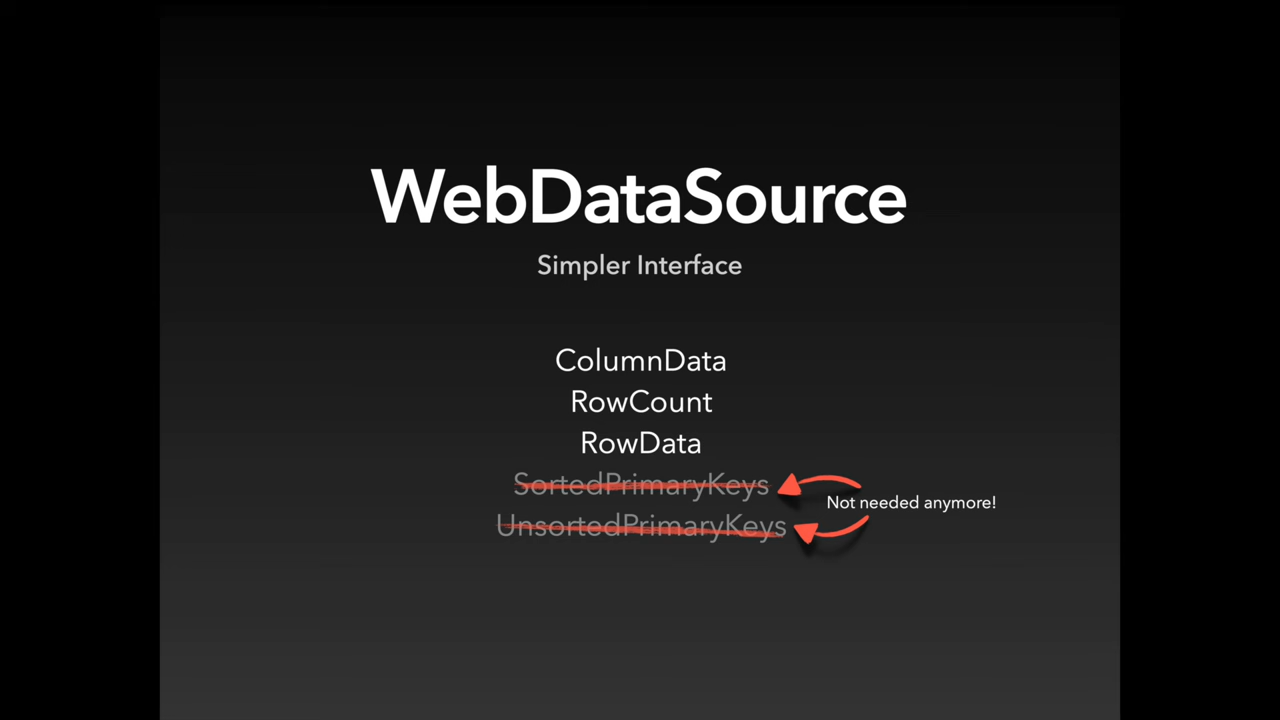 WebDataSource
Simpler Interface
ColumnData
RowCount
RowData
SortedPrimaryKeys
Not needed anymore!
UnsortedPrimaryKeys